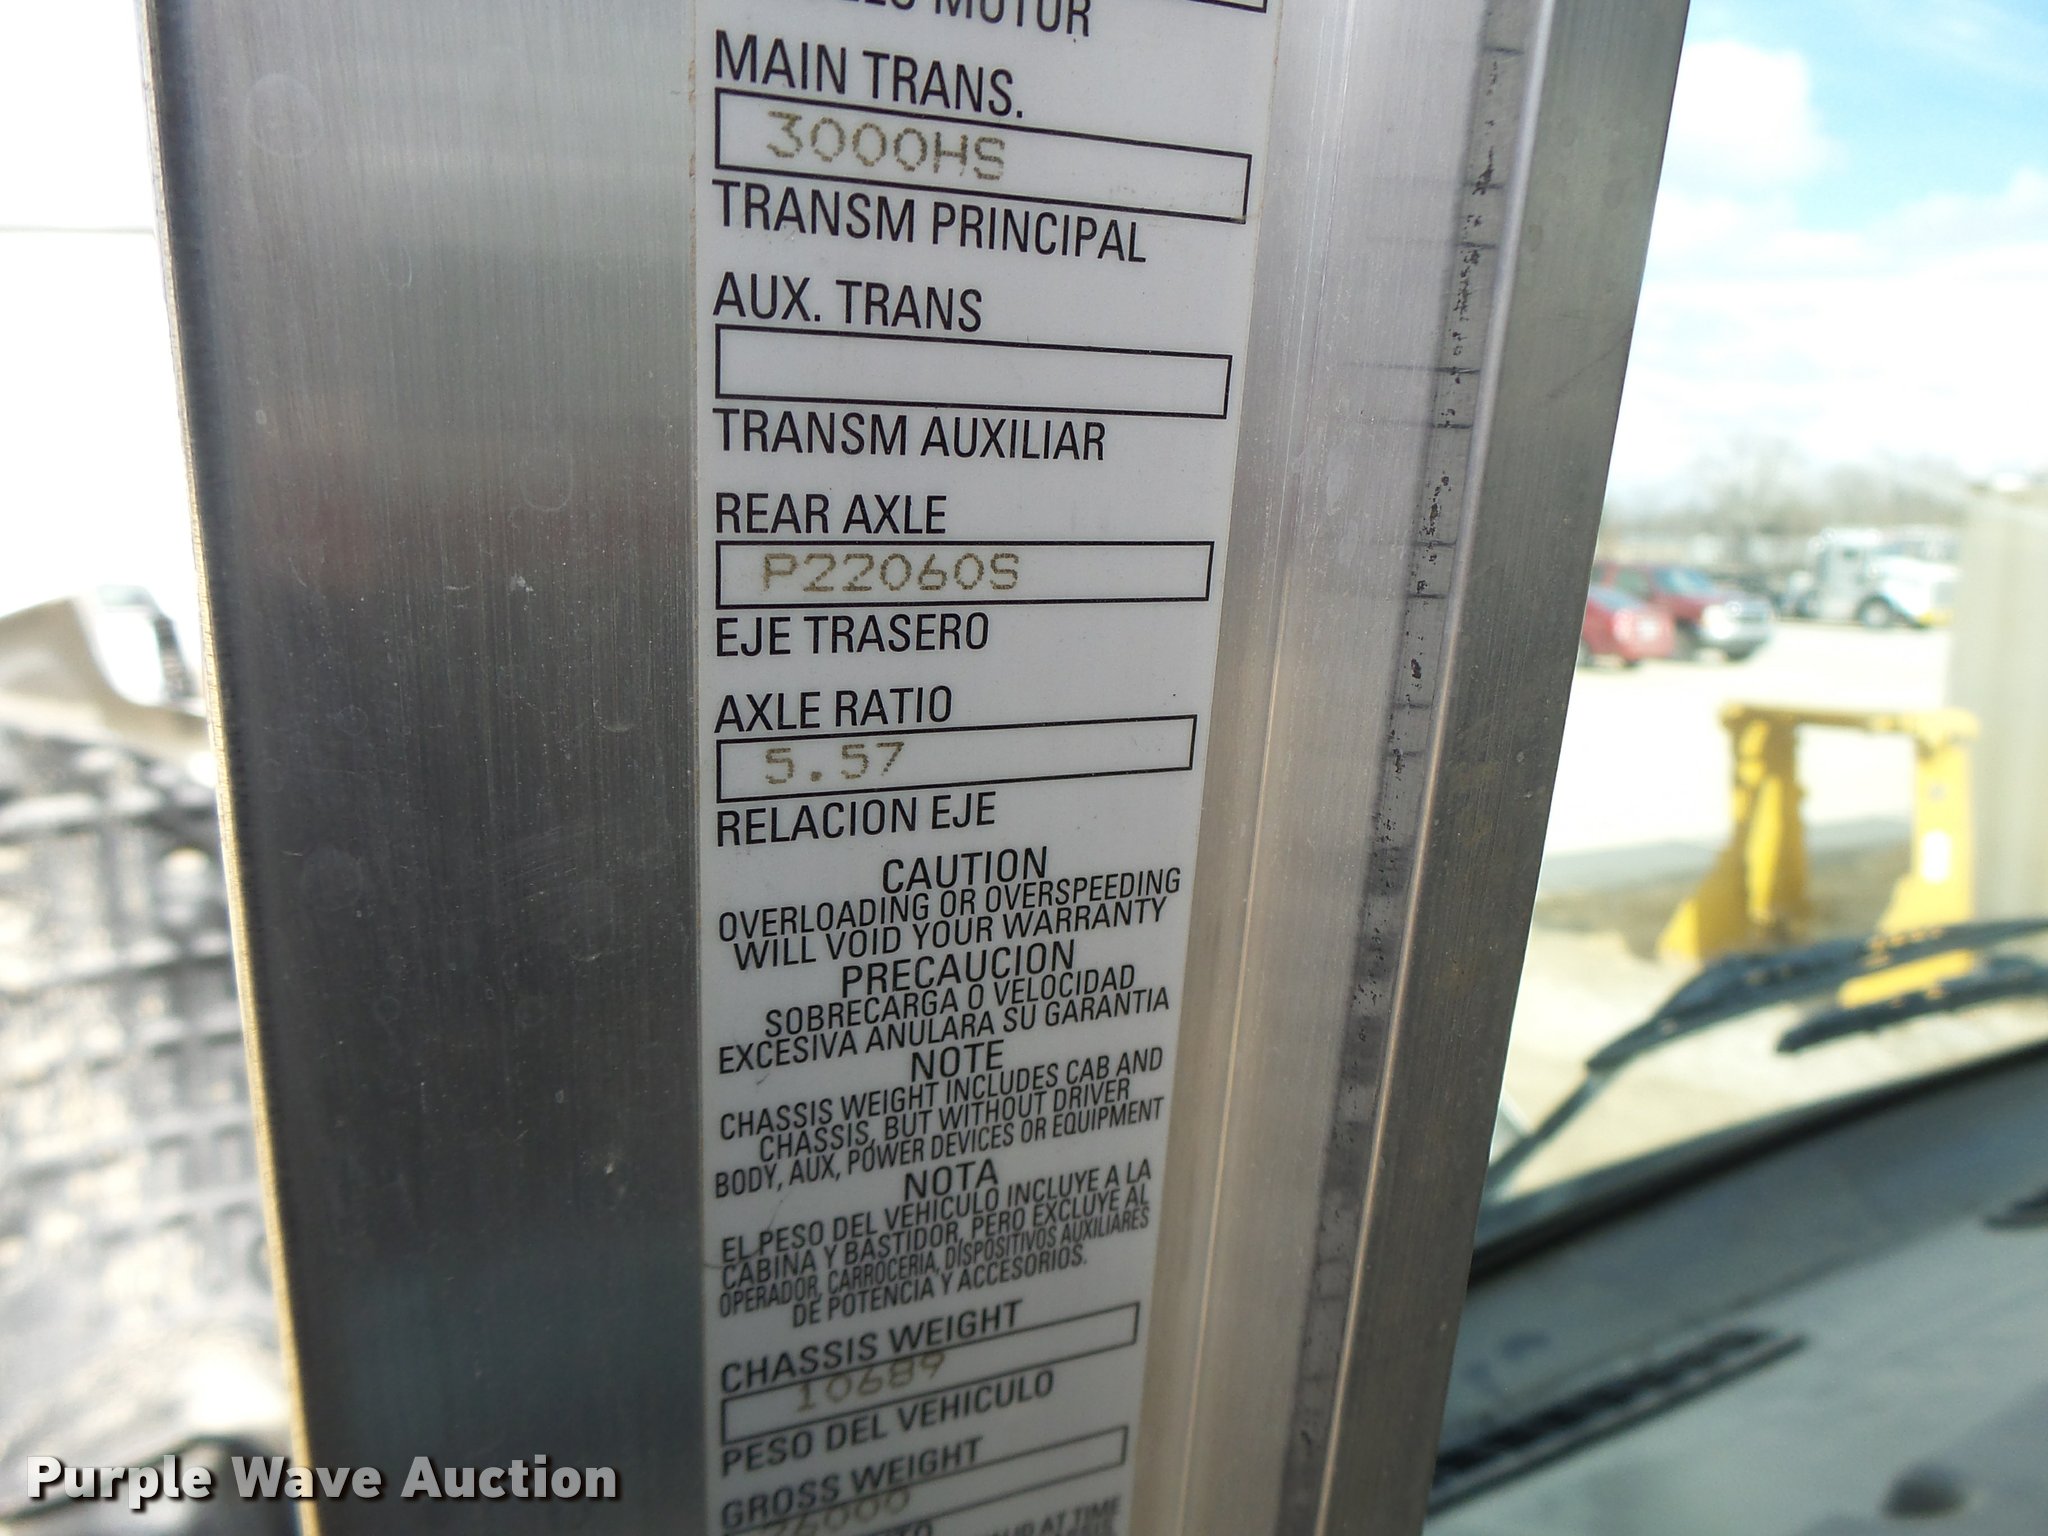 MOTOR
MAIN TRANS.
3000HS
TRANSM PRINCIPAL
AUX. TRANS
TRANSM AUXILIAR
REAR AXLE
P22060S
EJE TRASERO
AXLE RATIO
5.57
RELACION EJE
CAUTION
OVERLOADING OR OVERSPEEDING
WILL VOID YOUR WARRANTY
PRECAUCION
SOBRECARGA O VELOCIDAD
EXCESIVA ANULARA SU GARANTIA
NOTE
CHASSIS WEIGHT INCLUDES CAB AND
CHASSIS, BUT WITHOUT DRIVER
BODY, AUX, POWER DEVICES OR EQUIPMENT
NOTA
EL PESO DEL VEHICULO INCLUYE A LA
CABINA Y BASTIDOR, PERO EXCLUYE AL
OPERADOR, CARROCERIA, DISPOSITIVOS AUXILIARES
DE POTENCIA Y ACCESORIOS.
CHASSIS WEIGHT
10689
PESO DEL VEHICULO
GROSS WEIGHT
26000
AT TIME
Purple Wave Auction